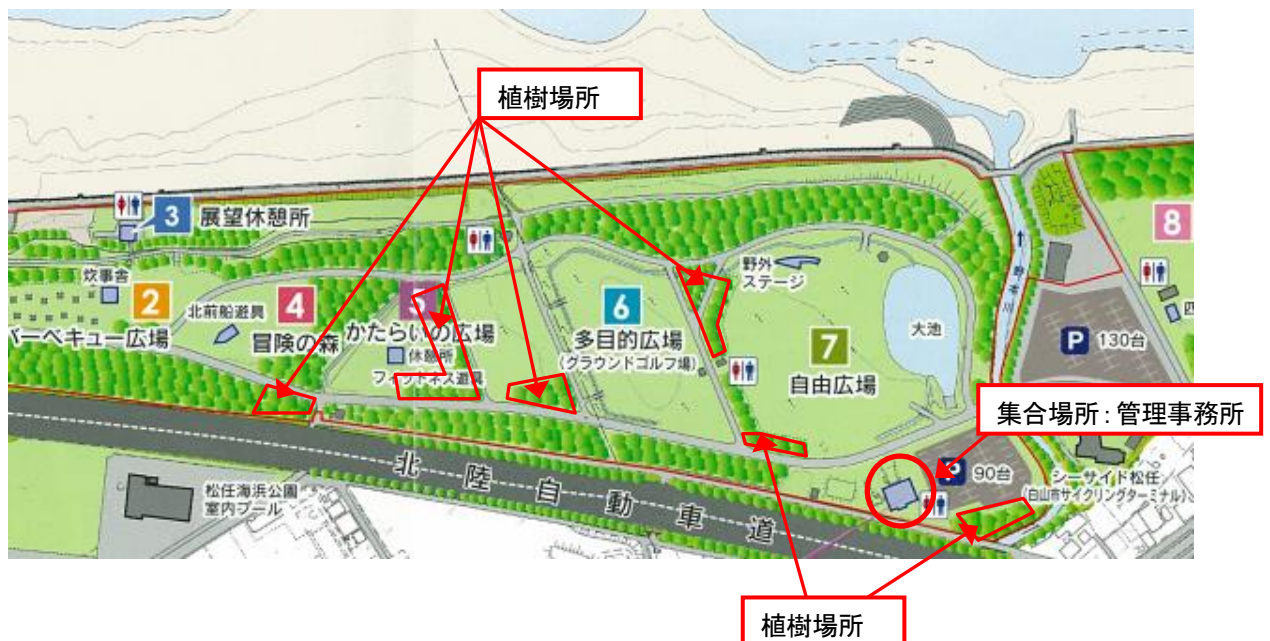 植樹場所
3 展望休憩所
8
炊事舎
2
バーベキュー広場
北前船遊具
4
冒険の森
5
かたらいの広場
休憩所
フィットネス遊具
6
多目的広場
(グラウンドゴルフ場)
野外
ステージ
7
自由広場
大池
P 130台
四
集合場所：管理事務所
P 90台
シーサイド松任
(白山市サイクリングターミナル)
北陸自動車道
松任海浜公園
室内プール
植樹場所